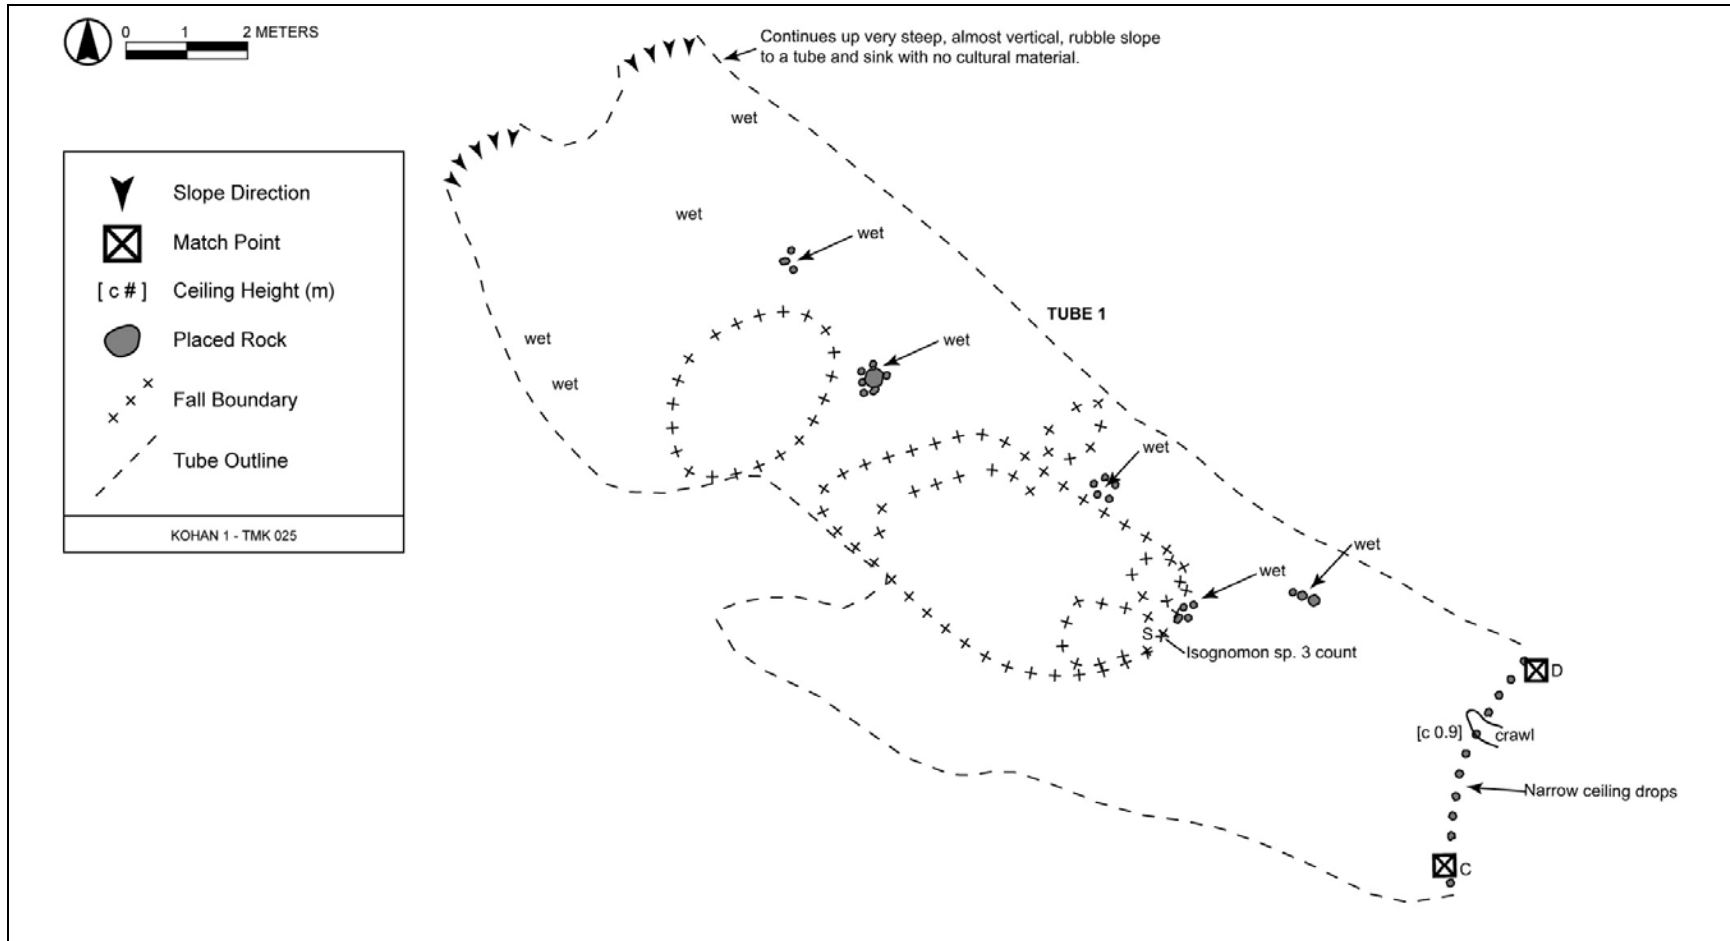 0 1 2 METERS
Continues up very steep, almost vertical, rubble slope
to a tube and sink with no cultural material.
wet
Slope Direction
Match Point
[ c # ] Ceiling Height (m)
Placed Rock
Fall Boundary
Tube Outline
KOHAN 1 - TMK 025
wet
wet
TUBE 1
wet
wet
wet
wet
wet
wet
S
Isognomon sp. 3 count
D
[c 0.9]
crawl
Narrow ceiling drops
C